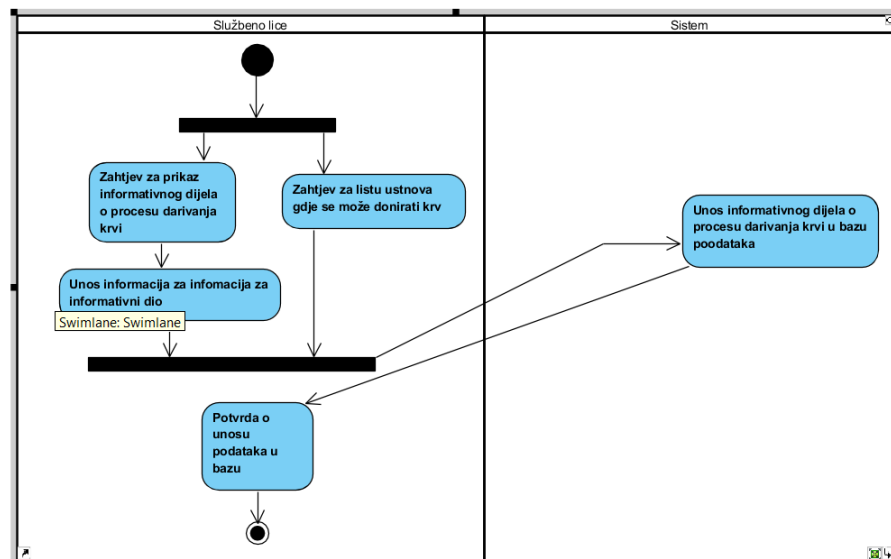 Službeno lice
Sistem
Zahtjev za prikaz
informativnog dijela
o procesu darivanja
krvi
Zahtjev za listu ustnova
gdje se može donirati krv
Unos informativnog dijela o
procesu darivanja krvi u bazu
poodataka
Unos informacija za infomacija za
informativni dio
Swimlane: Swimlane
Potvrda o
unosu
podataka u
bazu